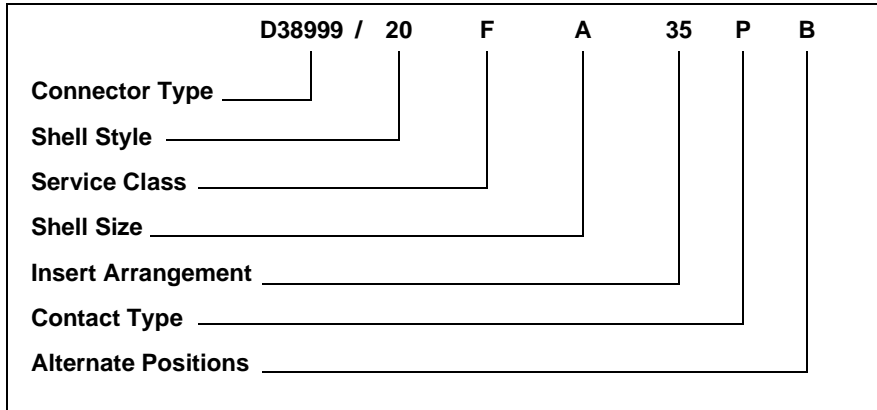 D38999 / 20 F A 35 P B
Connector Type
Shell Style
Service Class
Shell Size
Insert Arrangement
Contact Type
Alternate Positions